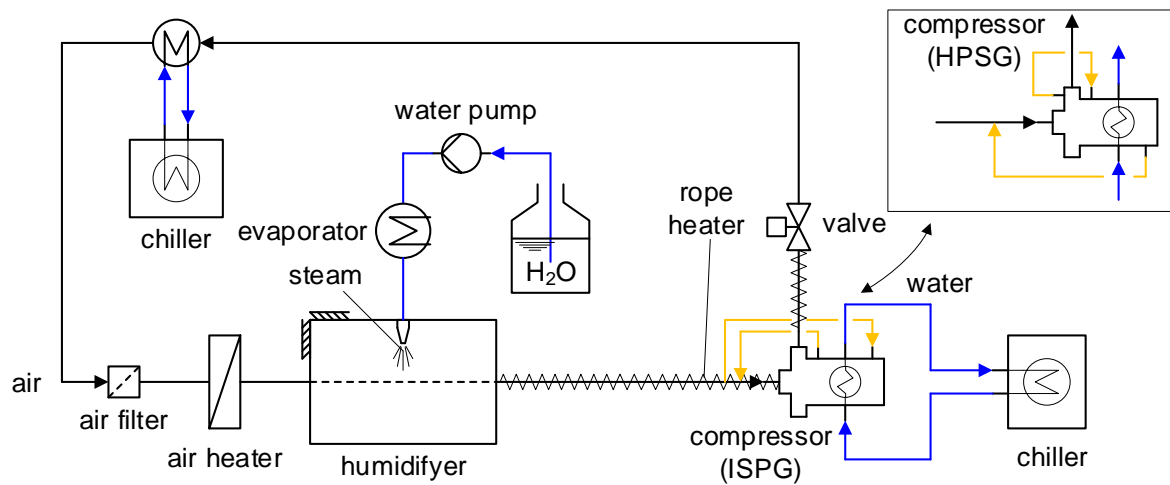 compressor
(HPSG)
water pump
chiller
evaporator
steam
H₂O
rope
heater
valve
water
air
air filter
air heater
humidifyer
compressor
(ISPG)
chiller